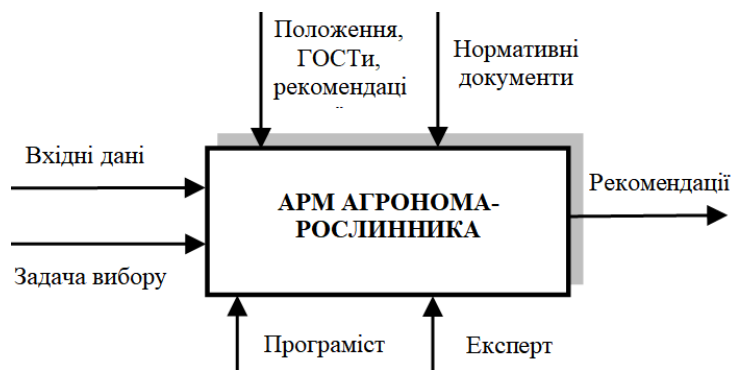 Положення,
ГОСТи,
рекомендаці
ї
Нормативні
документи
Вхідні дані
АРМ АГРОНОМА-
РОСЛИННИКА
Рекомендації
Задача вибору
Програміст
Експерт